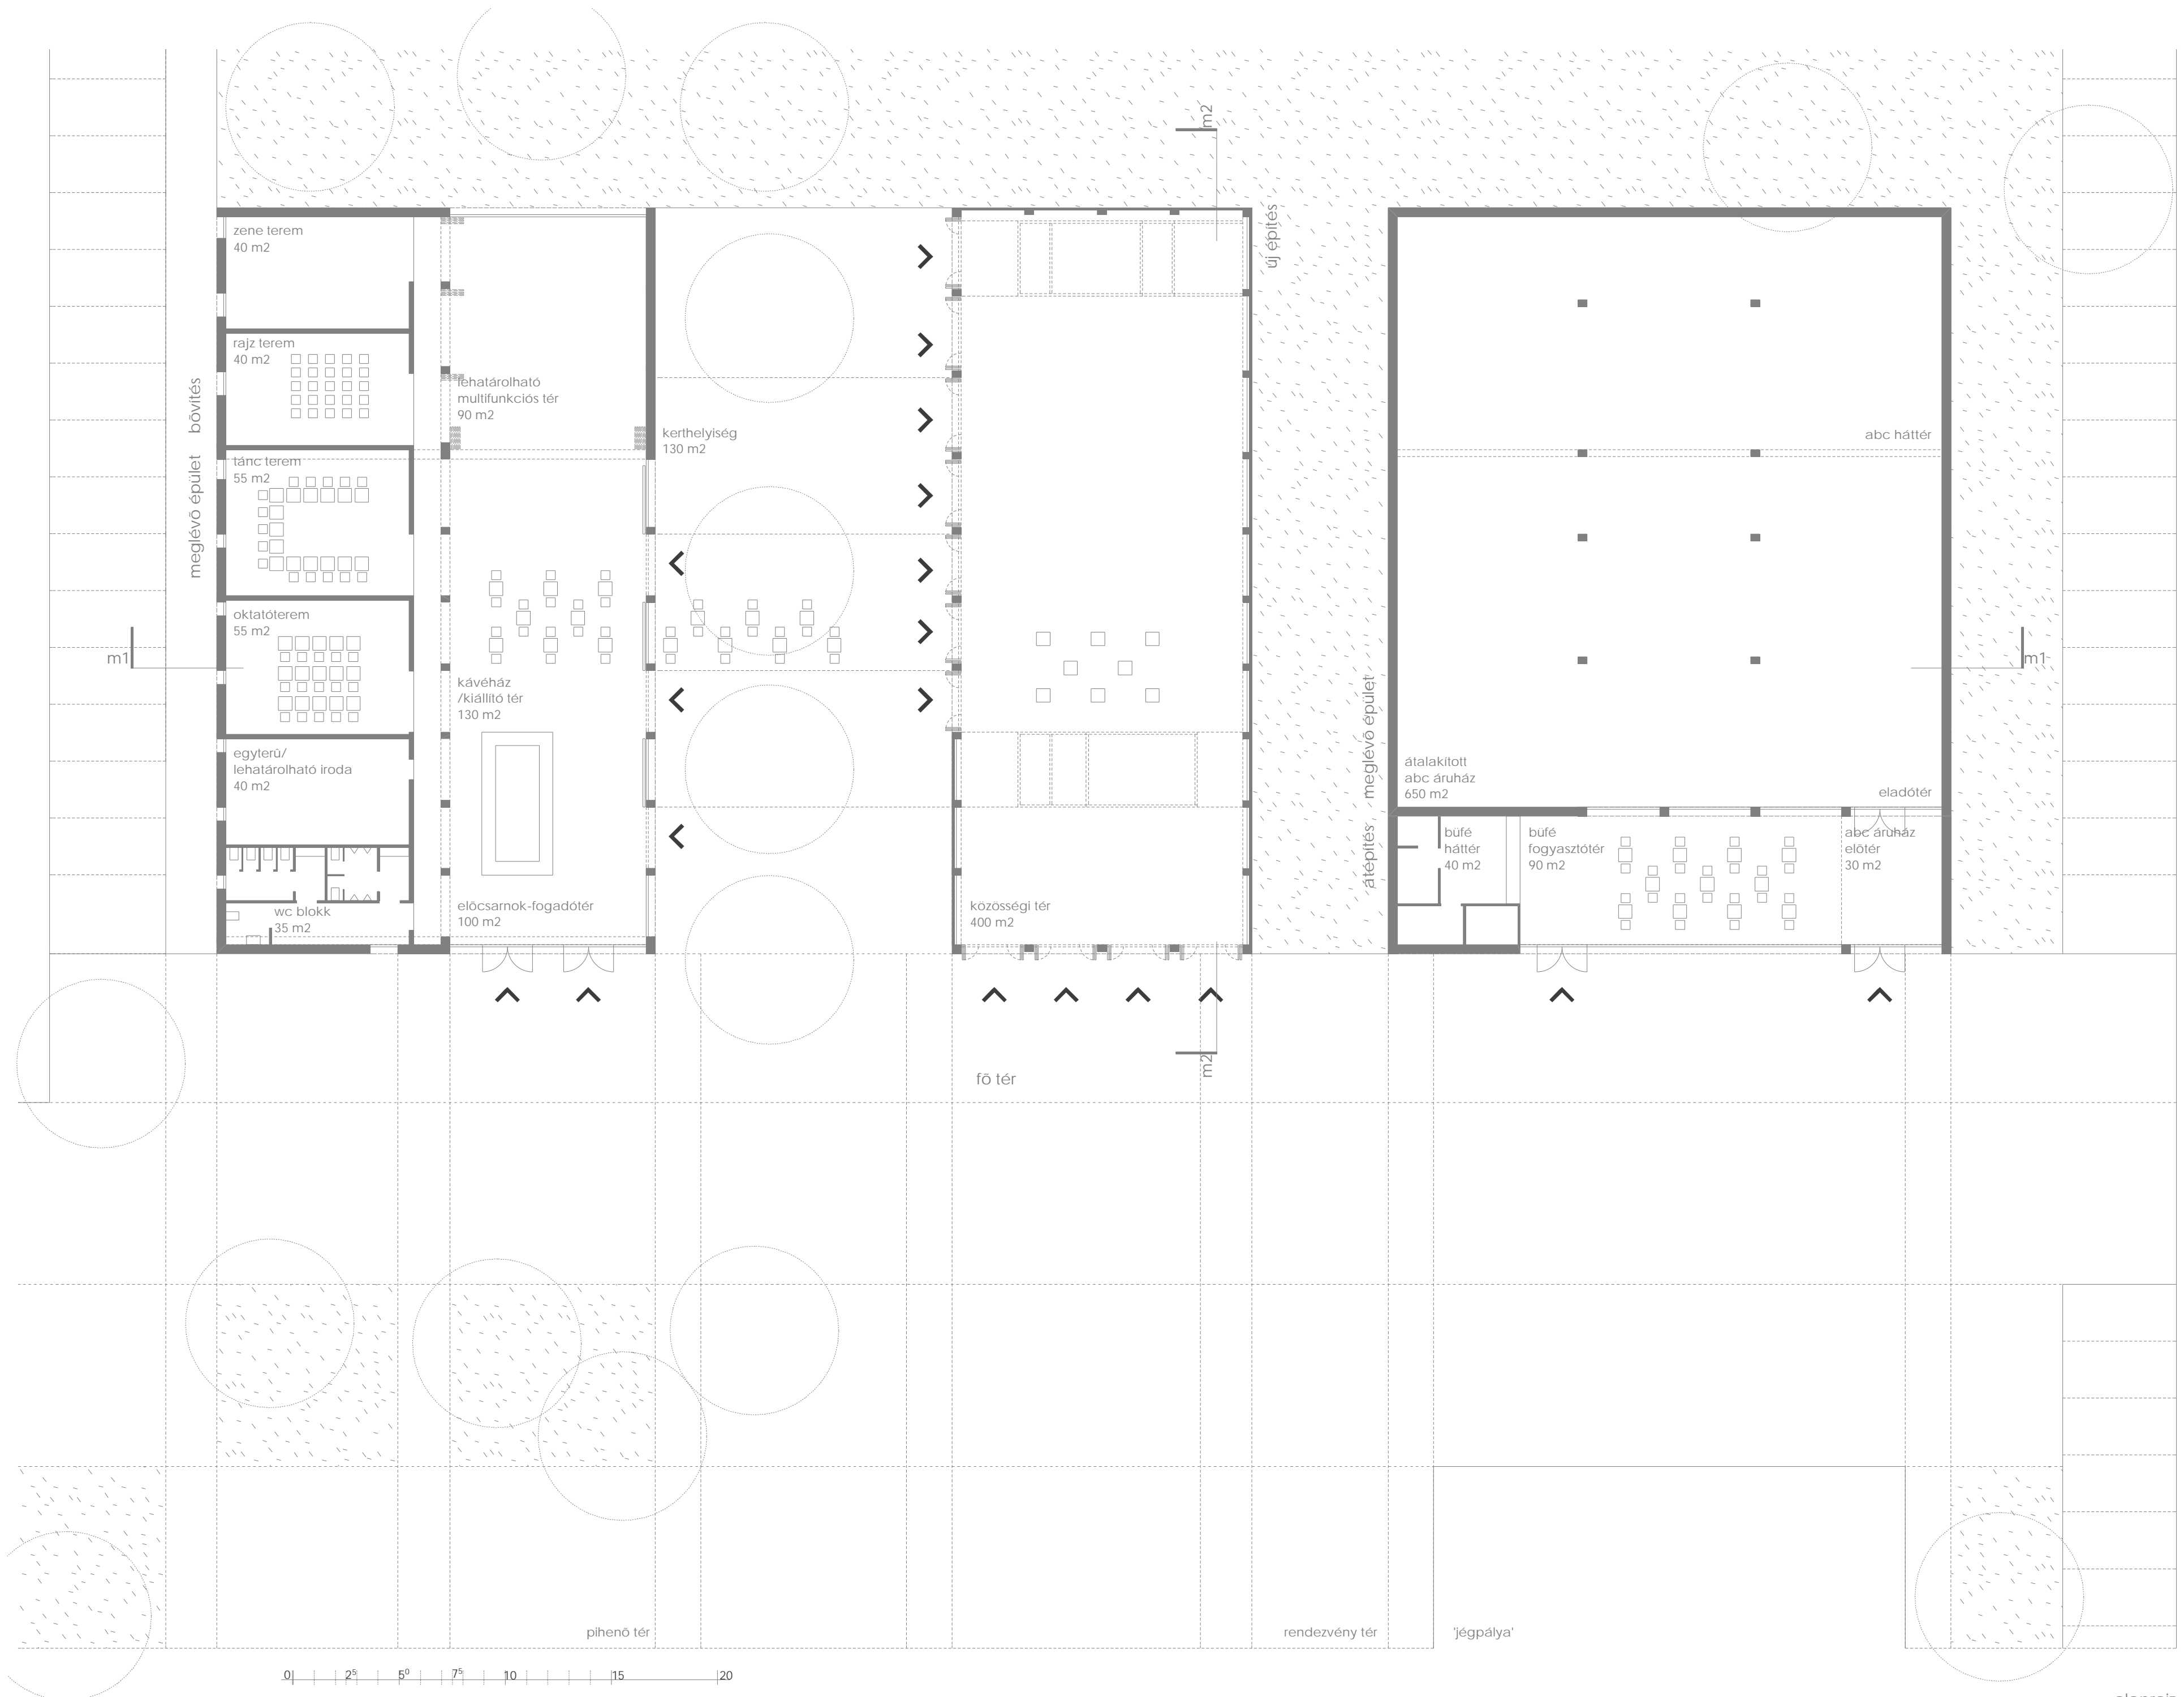 m2
új építés
zene terem
40 m2
rajz terem
40 m2
lehatárolható
multifunkciós tér
90 m2
bővítés
meglévő épület
kerthelyiség
130 m2
abc háttér
tánc terem
55 m2
oktatóterem
55 m2
m1
m1
kávéház
/kiállító tér
130 m2
meglévő épület
egyterű/
lehatárolható iroda
40 m2
átalakított
abc áruház
650 m2
eladótér
átépítés
büfé
háttér
40 m2
büfé
fogyasztótér
90 m2
abc áruház
előtér
30 m2
wc blokk
35 m2
előcsarnok-fogadótér
100 m2
közösségi tér
400 m2
m2
fő tér
pihenő tér
rendezvény tér
'jégpálya'
0 2⁵ 5⁰ 7⁵ 10 15 20